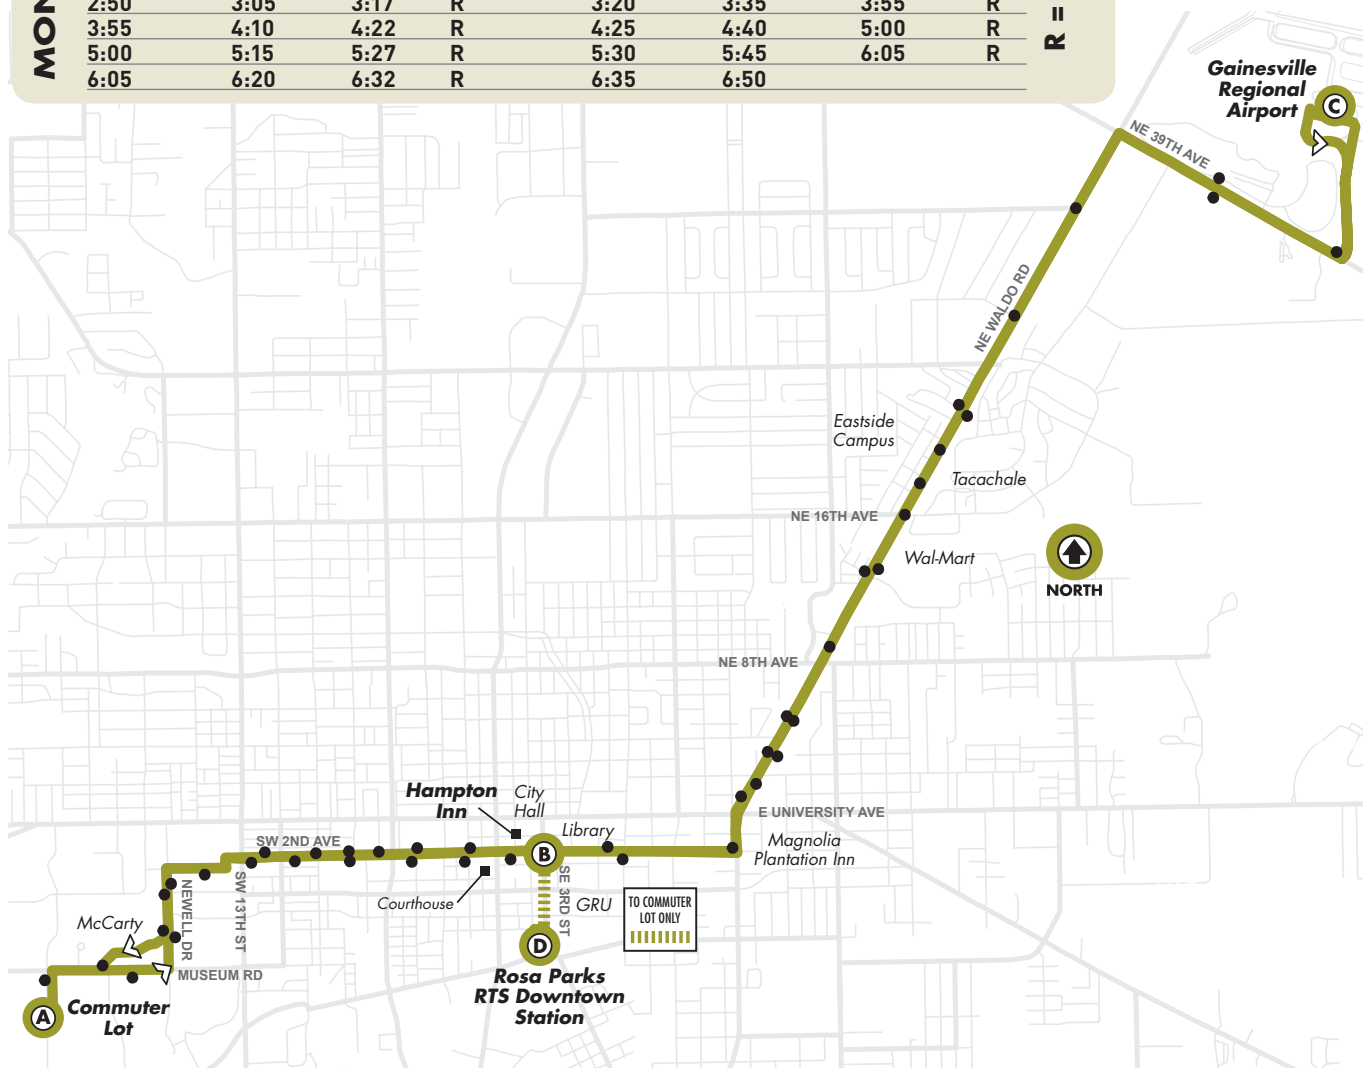 2:50 3:05 3:17 R 3:20 3:35 3:55 R
3:55 4:10 4:22 R 4:25 4:40 5:00 R
5:00 5:15 5:27 R 5:30 5:45 6:05 R
6:05 6:20 6:32 R 6:35 6:50
MON
R =
Gainesville
Regional
Airport
C
NE 39TH AVE
NE WALDO RD
Eastside
Campus
Tacachale
NE 16TH AVE
Wal-Mart
NORTH
NE 8TH AVE
Hampton
Inn
City
Hall
E UNIVERSITY AVE
Library
SW 2ND AVE
B
Magnolia
Plantation Inn
SW 13TH ST
NEWELL DR
Courthouse
SE 3RD ST
GRU
TO COMMUTER
LOT ONLY
McCarty
D
MUSEUM RD
Rosa Parks
RTS Downtown
Station
A
Commuter
Lot